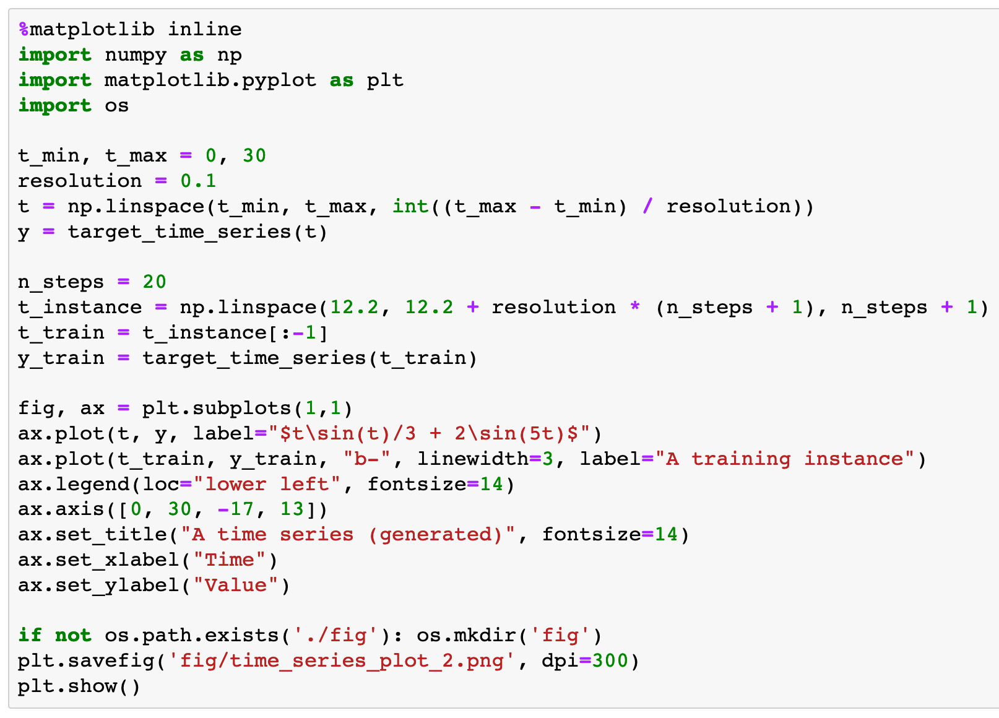 %matplotlib inline
import numpy as np
import matplotlib.pyplot as plt
import os
t_min, t_max = 0, 30
resolution = 0.1
t = np.linspace(t_min, t_max, int((t_max - t_min) / resolution))
y = target_time_series(t)
n_steps = 20
t_instance = np.linspace(12.2, 12.2 + resolution * (n_steps + 1), n_steps + 1)
t_train = t_instance[:-1]
y_train = target_time_series(t_train)
fig, ax = plt.subplots(1,1)
ax.plot(t, y, label="$t\sin(t)/3 + 2\sin(5t)$")
ax.plot(t_train, y_train, "b-", linewidth=3, label="A training instance")
ax.legend(loc="lower left", fontsize=14)
ax.axis([0, 30, -17, 13])
ax.set_title("A time series (generated)", fontsize=14)
ax.set_xlabel("Time")
ax.set_ylabel("Value")
if not os.path.exists('./fig'): os.mkdir('fig')
plt.savefig('fig/time_series_plot_2.png', dpi=300)
plt.show()